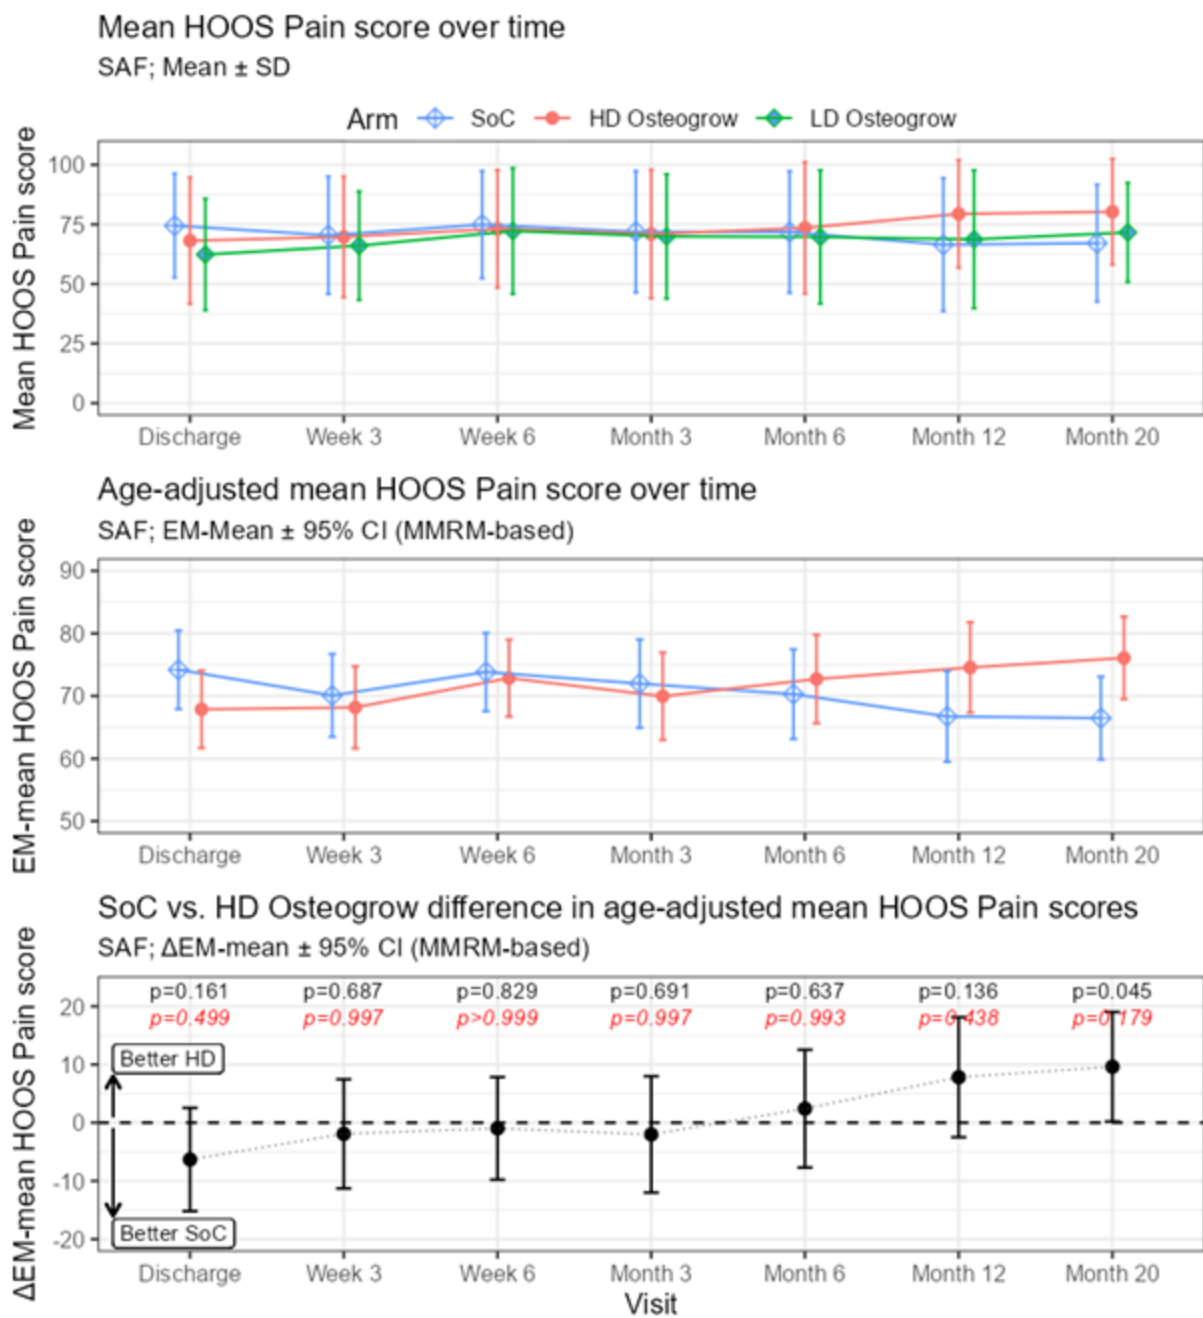 Mean HOOS Pain score over time
SAF; Mean ± SD
Arm SoC HD Osteogrow LD Osteogrow
Mean HOOS Pain score
100
75
50
25
0
Discharge Week 3 Week 6 Month 3 Month 6 Month 12 Month 20
Age-adjusted mean HOOS Pain score over time
SAF; EM-Mean ± 95% CI (MMRM-based)
EM-mean HOOS Pain score
90
80
70
60
50
Discharge Week 3 Week 6 Month 3 Month 6 Month 12 Month 20
SoC vs. HD Osteogrow difference in age-adjusted mean HOOS Pain scores
SAF; ΔEM-mean ± 95% CI (MMRM-based)
ΔEM-mean HOOS Pain score
p=0.161 p=0.687 p=0.829 p=0.691 p=0.637 p=0.136 p=0.045
p=0.499 p=0.997 p>0.999 p=0.997 p=0.993 p=0.438 p=0.179
20
Better HD
10
0
-10
Better SoC
-20
Discharge Week 3 Week 6 Month 3 Month 6 Month 12 Month 20
Visit